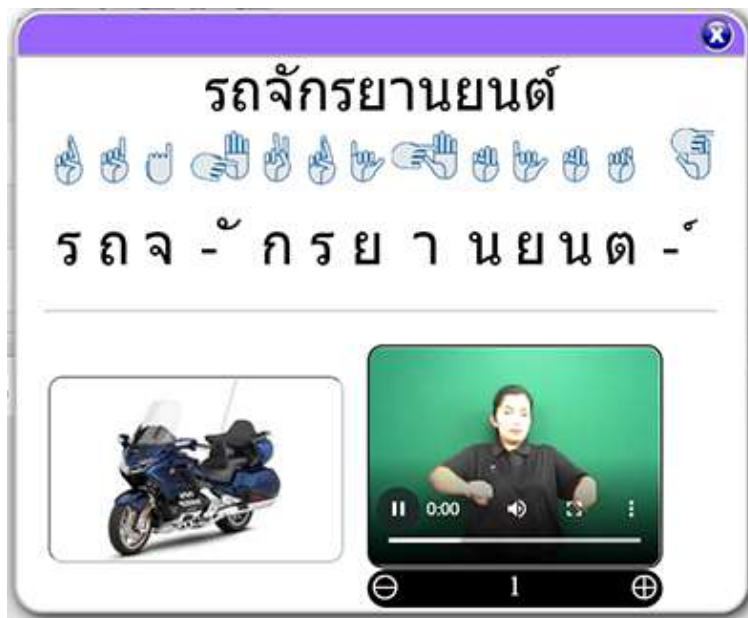 รถจักรยานยนต์
ร ถ จ -ั ก ร ย า น ย น ต -์
0:00
1